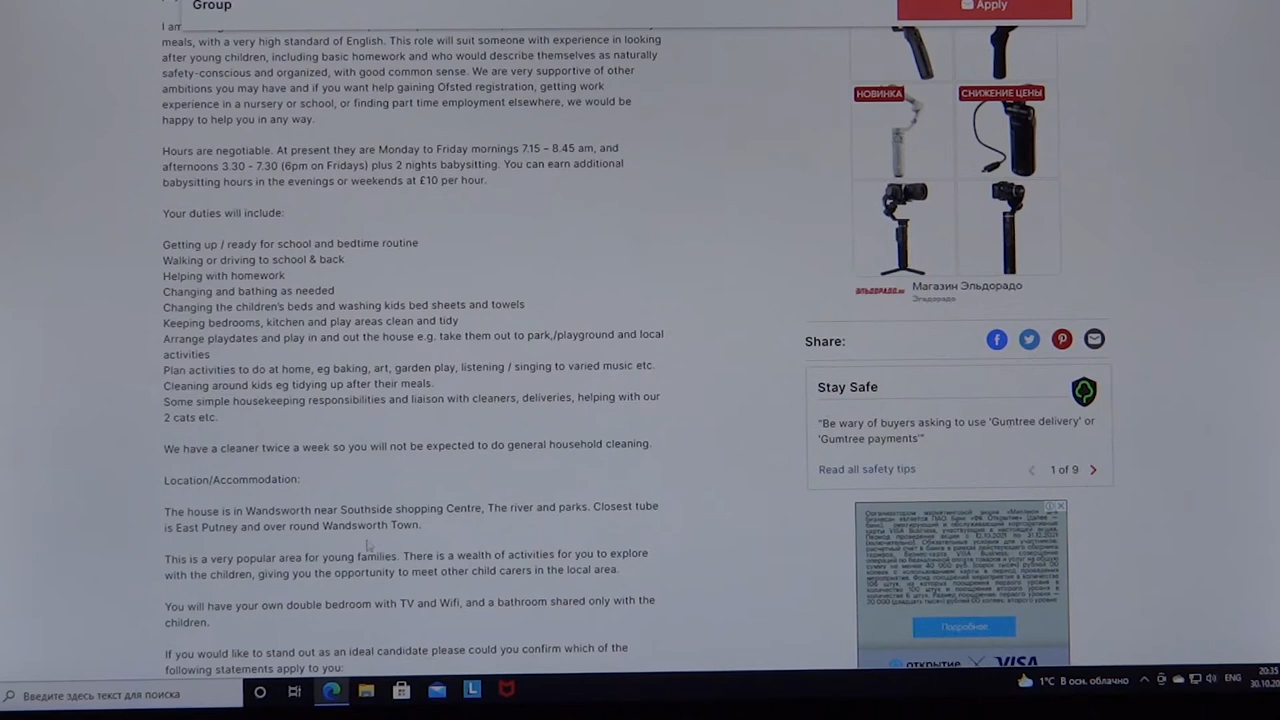 Group
Apply
I am
meals, with a very high standard of English. This role will suit someone with experience in looking
after young children, including basic homework and who would describe themselves as naturally
safety-conscious and organized, with good common sense. We are very supportive of other
ambitions you may have and if you want help gaining Ofsted registration, getting work
experience in a nursery or school, or finding part time employment elsewhere, we would be
happy to help you in any way.
Hours are negotiable. At present they are Monday to Friday mornings 7.15 – 8.45 am, and
afternoons 3.30 - 7.30 (6pm on Fridays) plus 2 nights babysitting. You can earn additional
babysitting hours in the evenings or weekends at £10 per hour.
Your duties will include:
Getting up / ready for school and bedtime routine
Walking or driving to school & back
Helping with homework
Changing and bathing as needed
Changing the children's beds and washing kids bed sheets and towels
Keeping bedrooms, kitchen and play areas clean and tidy
Arrange playdates and play in and out the house e.g. take them out to park,/playground and local
activities
Plan activities to do at home, eg baking, art, garden play, listening / singing to varied music etc.
Cleaning around kids eg tidying up after their meals.
Some simple housekeeping responsibilities and liaison with cleaners, deliveries, helping with our
2 cats etc.
We have a cleaner twice a week so you will not be expected to do general household cleaning.
Location/Accommodation:
The house is in Wandsworth near Southside shopping Centre, The river and parks. Closest tube
is East Putney and over round Wandsworth Town.
This is a very popular area for young families. There is a wealth of activities for you to explore
with the children, giving you the opportunity to meet other child carers in the local area.
You will have your own double bedroom with TV and Wifi, and a bathroom shared only with the
children.
If you would like to stand out as an ideal candidate please could you confirm which of the
following statements apply to you:
НОВИНКА
СНИЖЕНИЕ ЦЕНЫ
ЭЛЬДОРАДО.RU
Магазин Эльдорадо
Эльдорадо
Share:
Stay Safe
"Be wary of buyers asking to use 'Gumtree delivery' or
'Gumtree payments'"
Read all safety tips
1 of 9
Подробнее
открытие
VISA
Введите здесь текст для поиска
1°C В осн. облачно
ENG
20:35
30.10.20